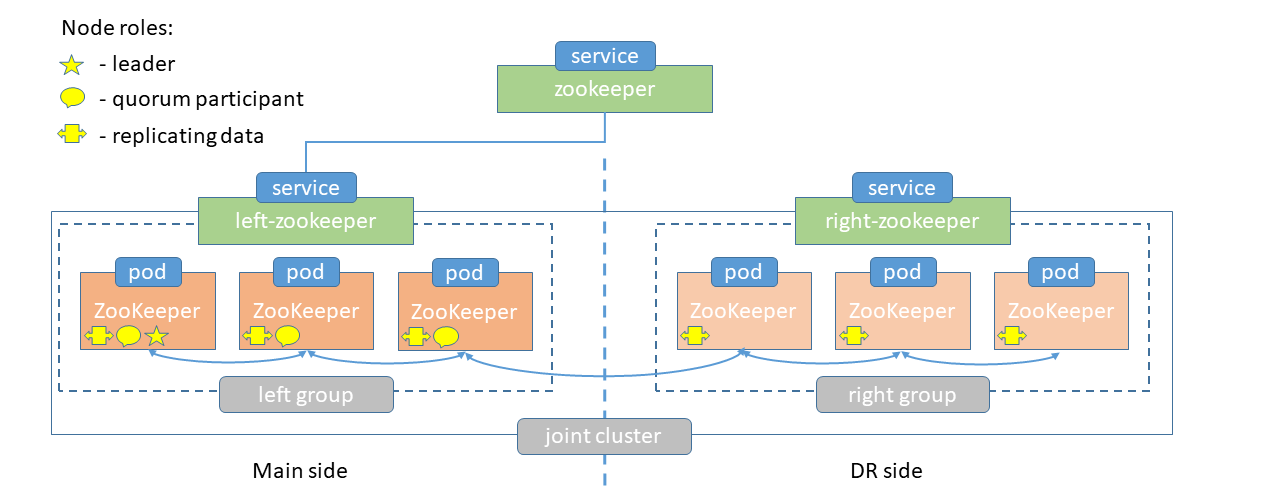 Node roles:
- leader
- quorum participant
- replicating data
service
zookeeper
service
left-zookeeper
service
right-zookeeper
pod
ZooKeeper
pod
ZooKeeper
pod
ZooKeeper
pod
ZooKeeper
pod
ZooKeeper
pod
ZooKeeper
left group
right group
joint cluster
Main side
DR side